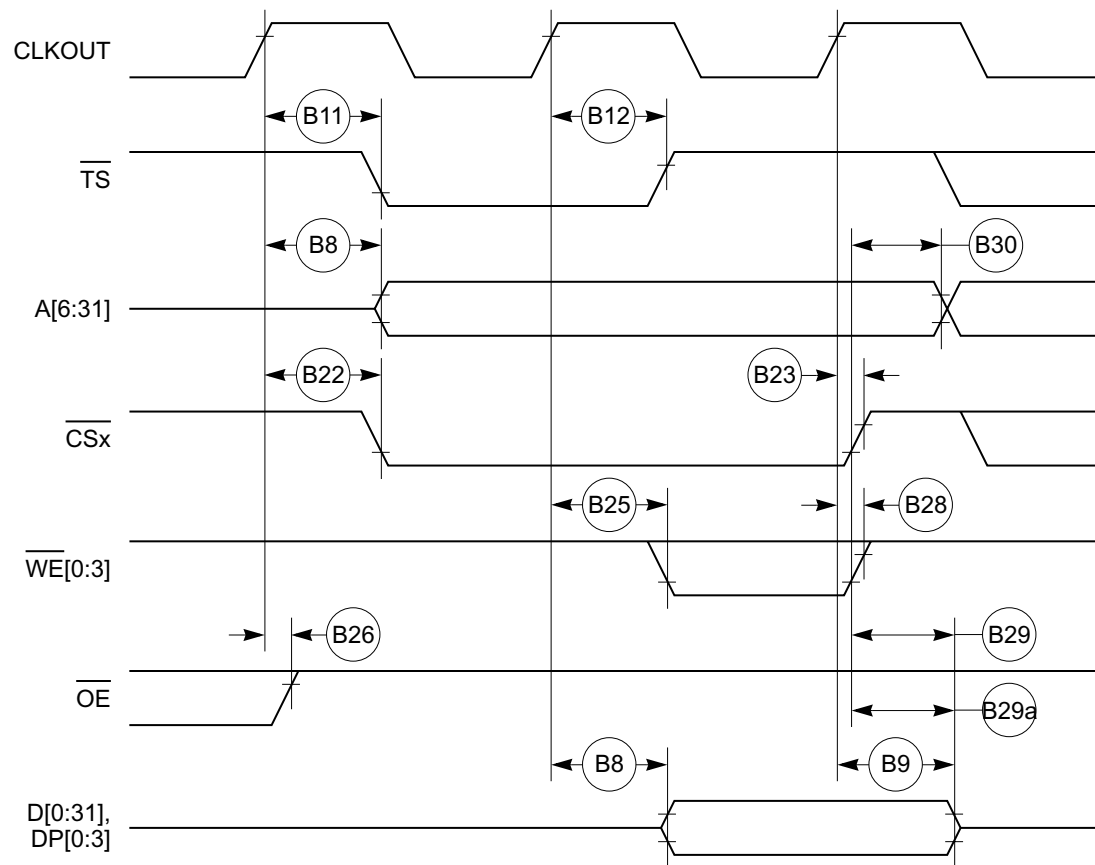 CLKOUT
B11
B12
TS
B8
B30
A[6:31]
B22
B23
CSx
B25
B28
WE[0:3]
B26
B29
OE
B29a
B8
B9
D[0:31],
DP[0:3]